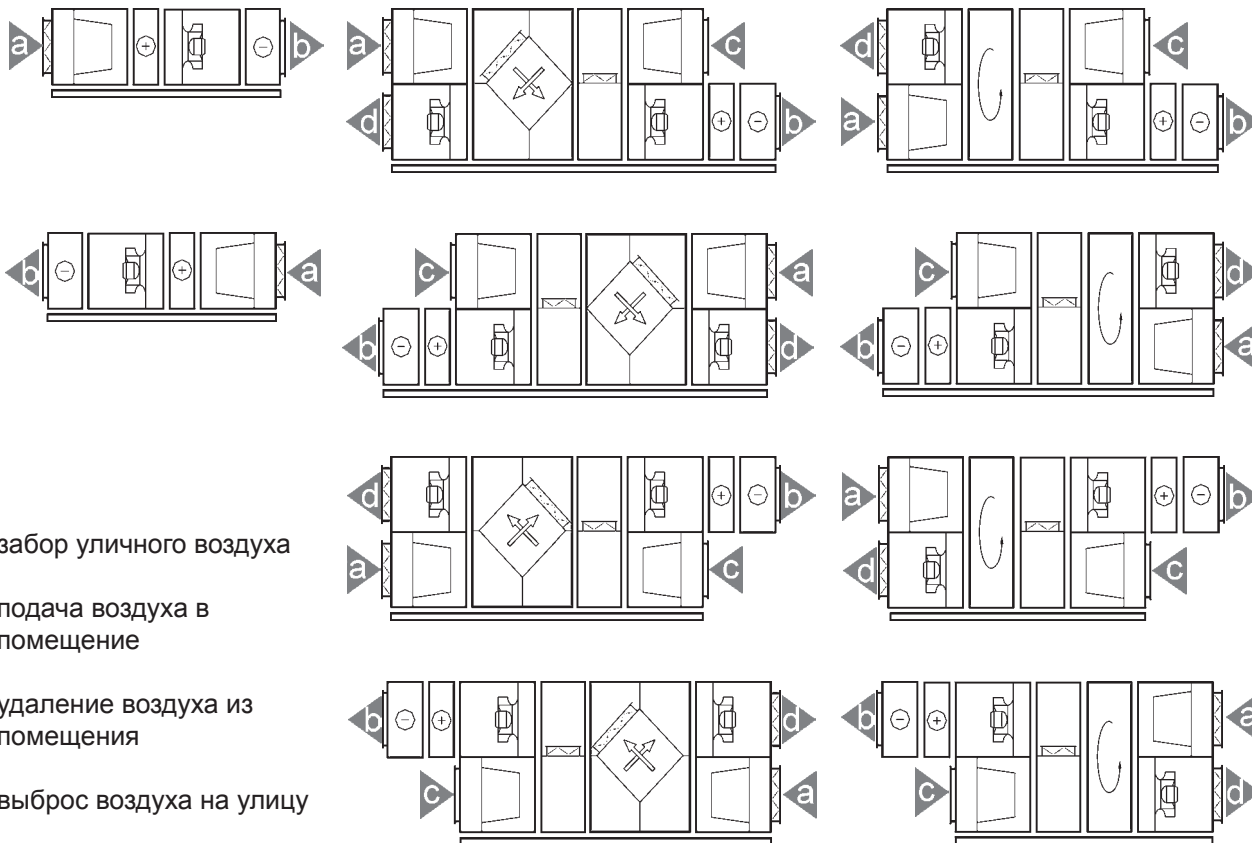 a b
a c
d b
d c
a b
b a
c a
b d
c d
b a
d b
a c
a b
d c
забор уличного воздуха
подача воздуха в
помещение
удаление воздуха из
помещения
выброс воздуха на улицу
b d
c a
b a
c d